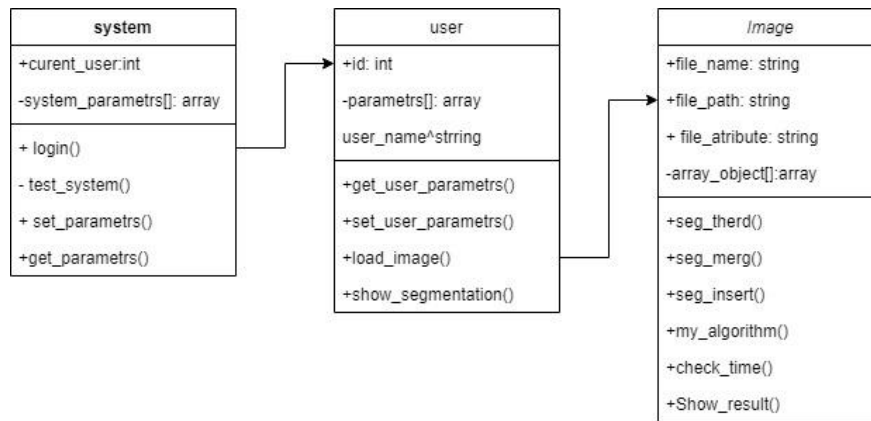 system
+curent_user:int
-system_parametrs[]: array
+ login()
- test_system()
+ set_parametrs()
+get_parametrs()
user
+id: int
-parametrs[]: array
user_name^strring
+get_user_parametrs()
+set_user_parametrs()
+load_image()
+show_segmentation()
Image
+file_name: string
+file_path: string
+ file_atribute: string
-array_object[]:array
+seg_therd()
+seg_merg()
+seg_insert()
+my_algorithm()
+check_time()
+Show_result()